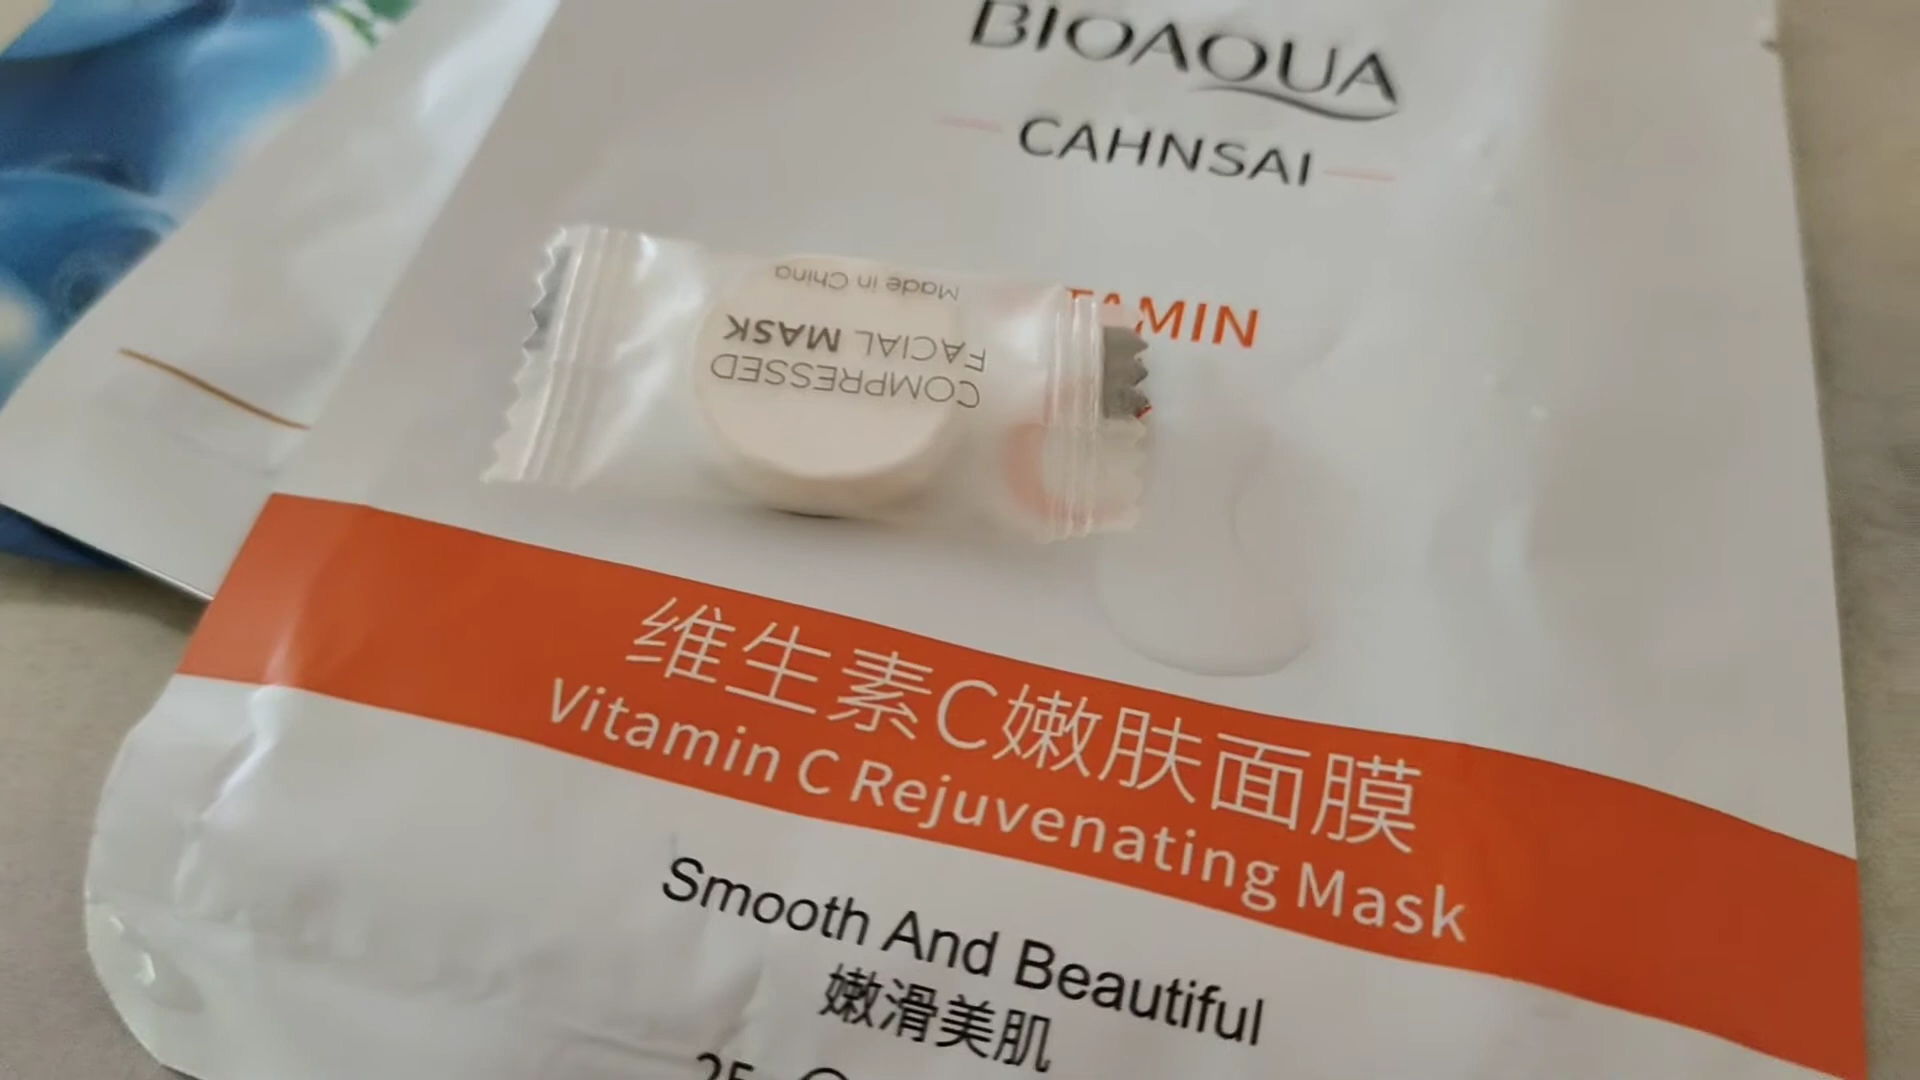 BIOAQUA
CAHNSAI
COMPRESSED
FACIAL MASK
Made in China
维生素C嫩肤面膜
Vitamin C Rejuvenating Mask
Smooth And Beautiful
嫩滑美肌